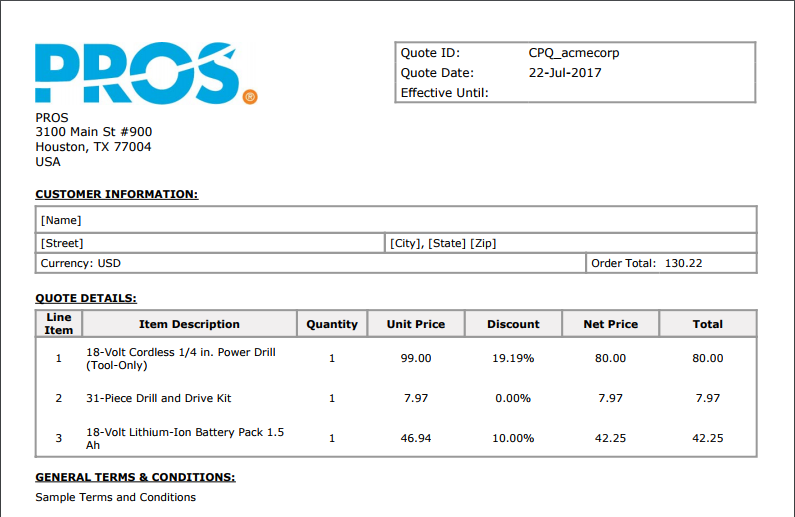 PROS®
Quote ID: CPQ_acmecorp
Quote Date: 22-Jul-2017
Effective Until:
PROS
3100 Main St #900
Houston, TX 77004
USA
CUSTOMER INFORMATION:
[Name]
[Street] [City], [State] [Zip]
Currency: USD Order Total: 130.22
QUOTE DETAILS:
Line Item Item Description Quantity Unit Price Discount Net Price Total
1 18-Volt Cordless 1/4 in. Power Drill (Tool-Only) 1 99.00 19.19% 80.00 80.00
2 31-Piece Drill and Drive Kit 1 7.97 0.00% 7.97 7.97
3 18-Volt Lithium-Ion Battery Pack 1.5 Ah 1 46.94 10.00% 42.25 42.25
GENERAL TERMS & CONDITIONS:
Sample Terms and Conditions